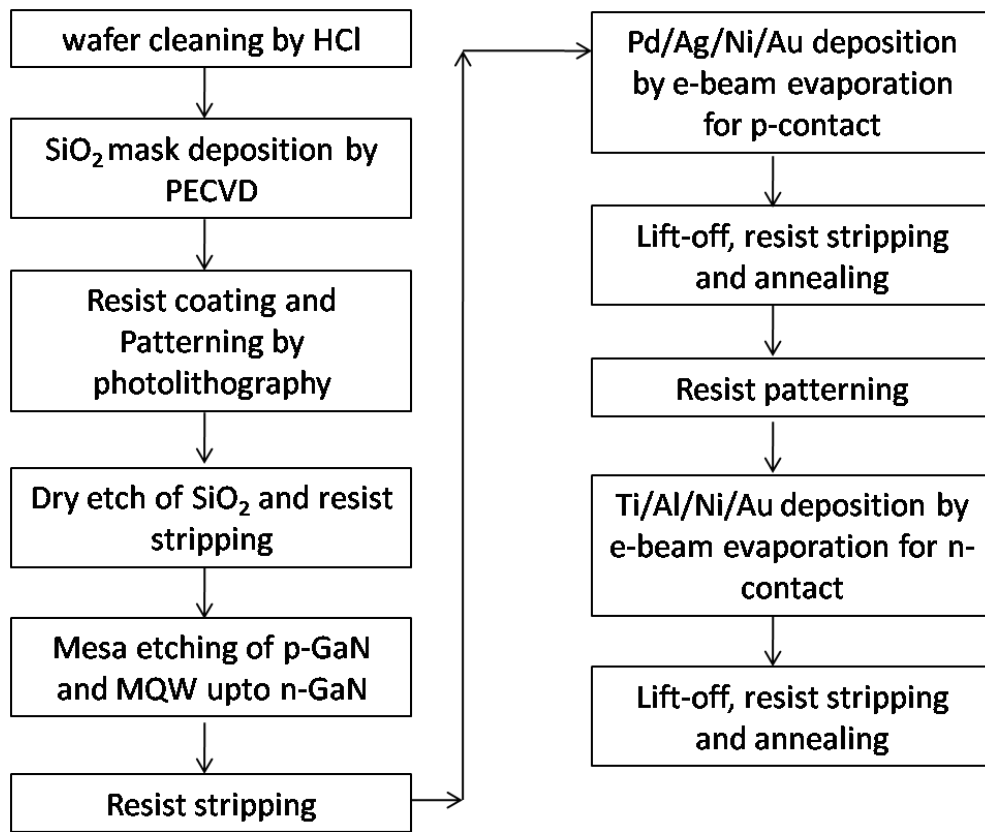 wafer cleaning by HCl
SiO₂ mask deposition by
PECVD
Resist coating and
Patterning by
photolithography
Dry etch of SiO₂ and resist
stripping
Mesa etching of p-GaN
and MQW upto n-GaN
Resist stripping
Pd/Ag/Ni/Au deposition
by e-beam evaporation
for p-contact
Lift-off, resist stripping
and annealing
Resist patterning
Ti/Al/Ni/Au deposition by
e-beam evaporation for n-
contact
Lift-off, resist stripping
and annealing